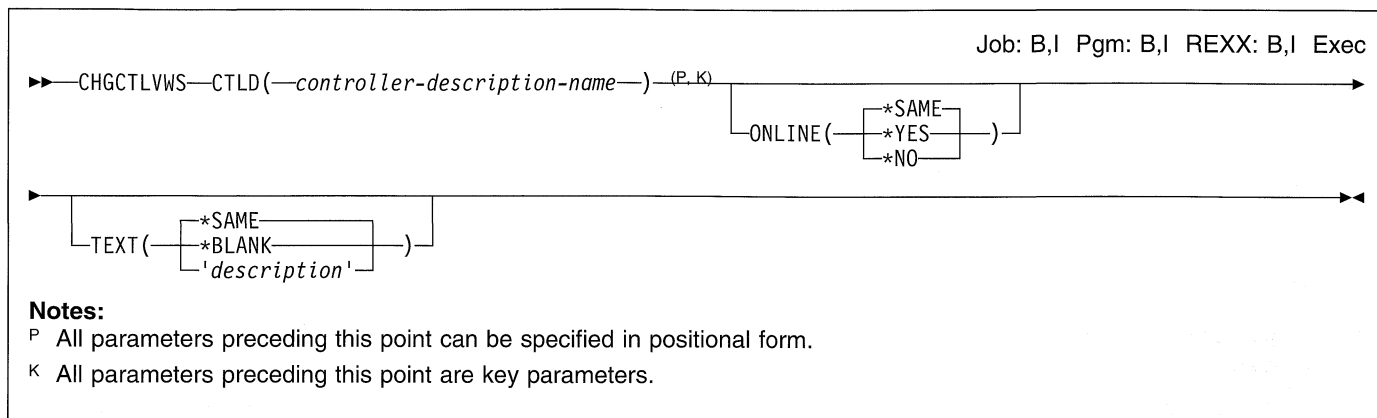 Job: B,I Pgm: B,I REXX: B,I Exec
CHGCTLVWS CTLD( controller-description-name ) (P, K)
*SAME
ONLINE( *YES )
*NO
*SAME
TEXT( *BLANK )
'description'
Notes:
P All parameters preceding this point can be specified in positional form.
K All parameters preceding this point are key parameters.